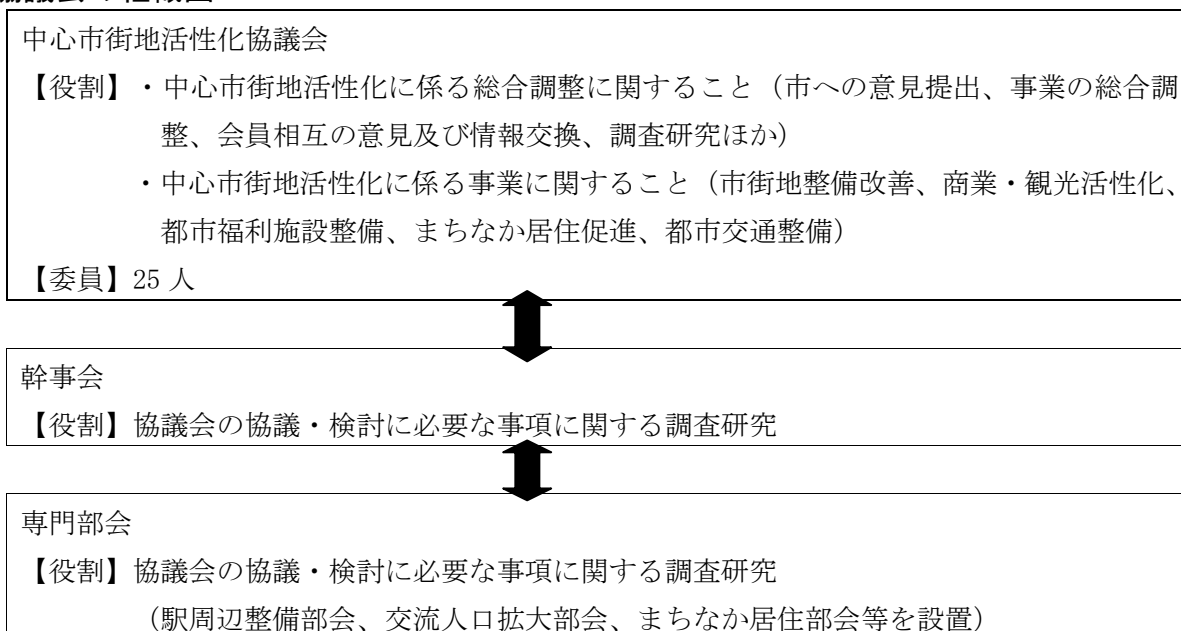 中心市街地活性化協議会
【役割】・中心市街地活性化に係る総合調整に関すること（市への意見提出、事業の総合調
整、会員相互の意見及び情報交換、調査研究ほか）
・中心市街地活性化に係る事業に関すること（市街地整備改善、商業・観光活性化、
都市福利施設整備、まちなか居住促進、都市交通整備）
【委員】25 人
幹事会
【役割】協議会の協議・検討に必要な事項に関する調査研究
専門部会
【役割】協議会の協議・検討に必要な事項に関する調査研究
（駅周辺整備部会、交流人口拡大部会、まちなか居住部会等を設置）